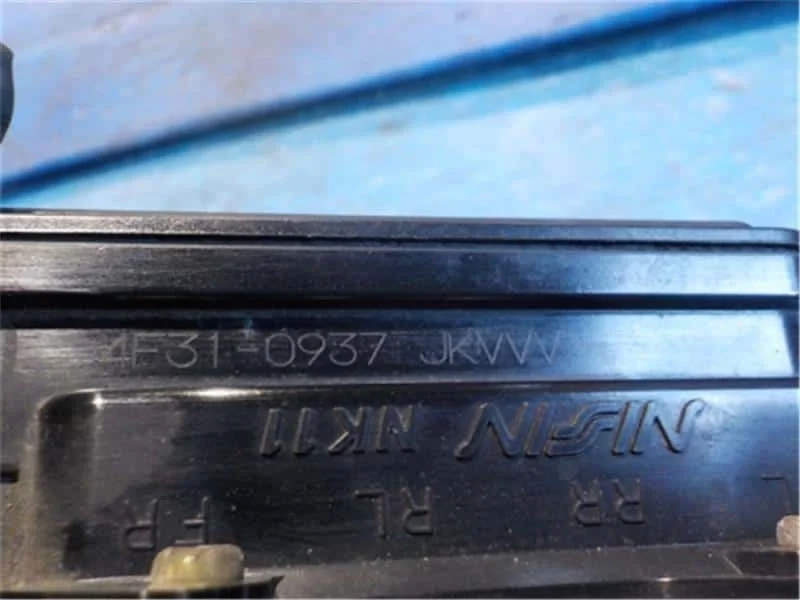 4F31-0937 JKVVV
NISSIN NK11
L RR RL FR